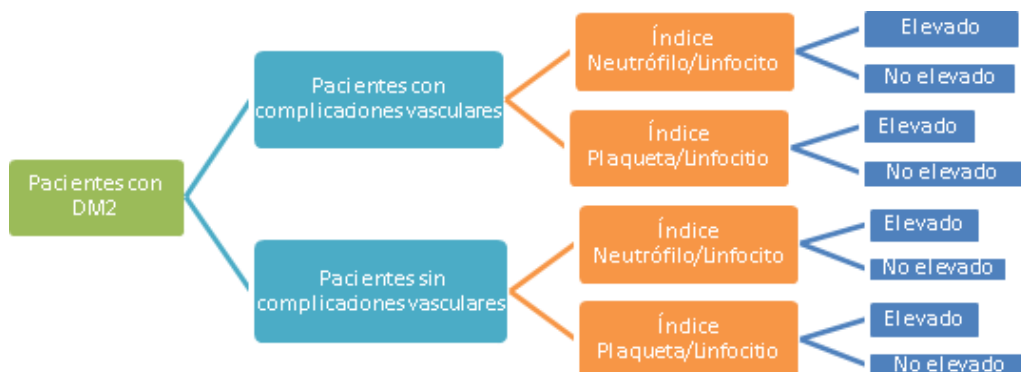 Pacientes con
DM2
Pacientes con
complicaciones vasculares
Índice
Neutrófilo/Linfocito
Elevado
No elevado
Índice
Plaqueta/Linfocitio
Elevado
No elevado
Pacientes sin
complicaciones vasculares
Índice
Neutrófilo/Linfocito
Elevado
No elevado
Índice
Plaqueta/Linfocitio
Elevado
No elevado